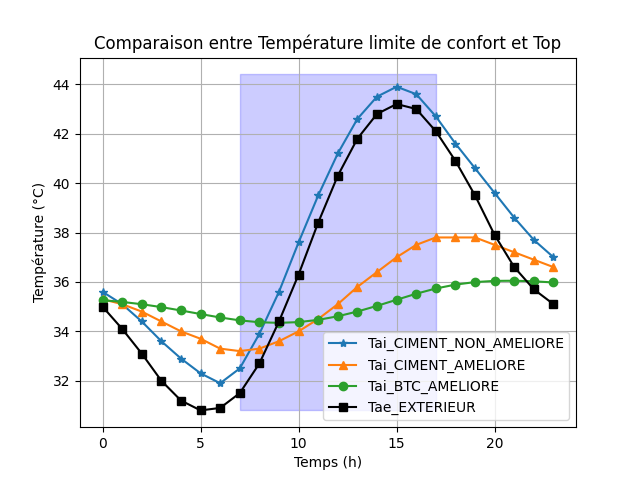 Comparaison entre Température limite de confort et Top
Température (°C)
44
42
40
38
36
34
32
0
5
10
15
20
Temps (h)
Tai_CIMENT_NON_AMELIORE
Tai_CIMENT_AMELIORE
Tai_BTC_AMELIORE
Tae_EXTERIEUR